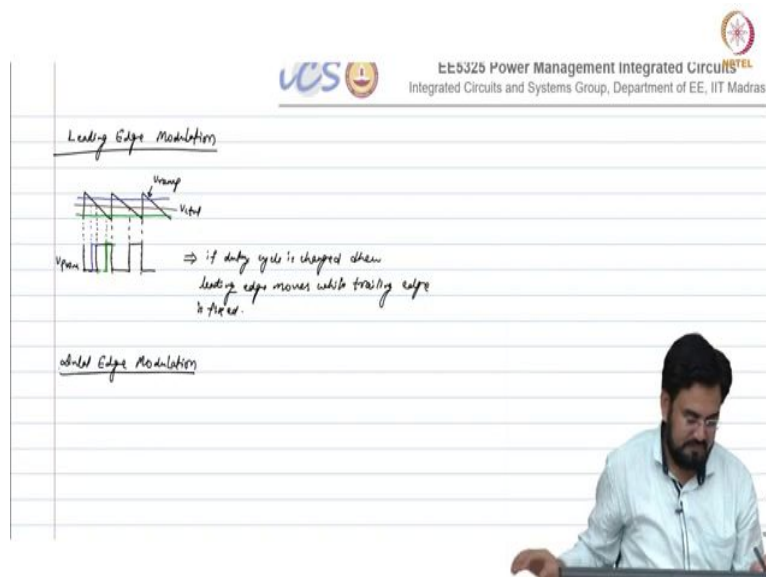 NPTEL
EE5325 Power Management Integrated Circuits
Integrated Circuits and Systems Group, Department of EE, IIT Madras
Leading Edge Modulation
Vramp
Vctrl
Vpwm
⇒ if duty cycle is changed then
leading edge moves while trailing edge
is fixed.
Edge Modulation